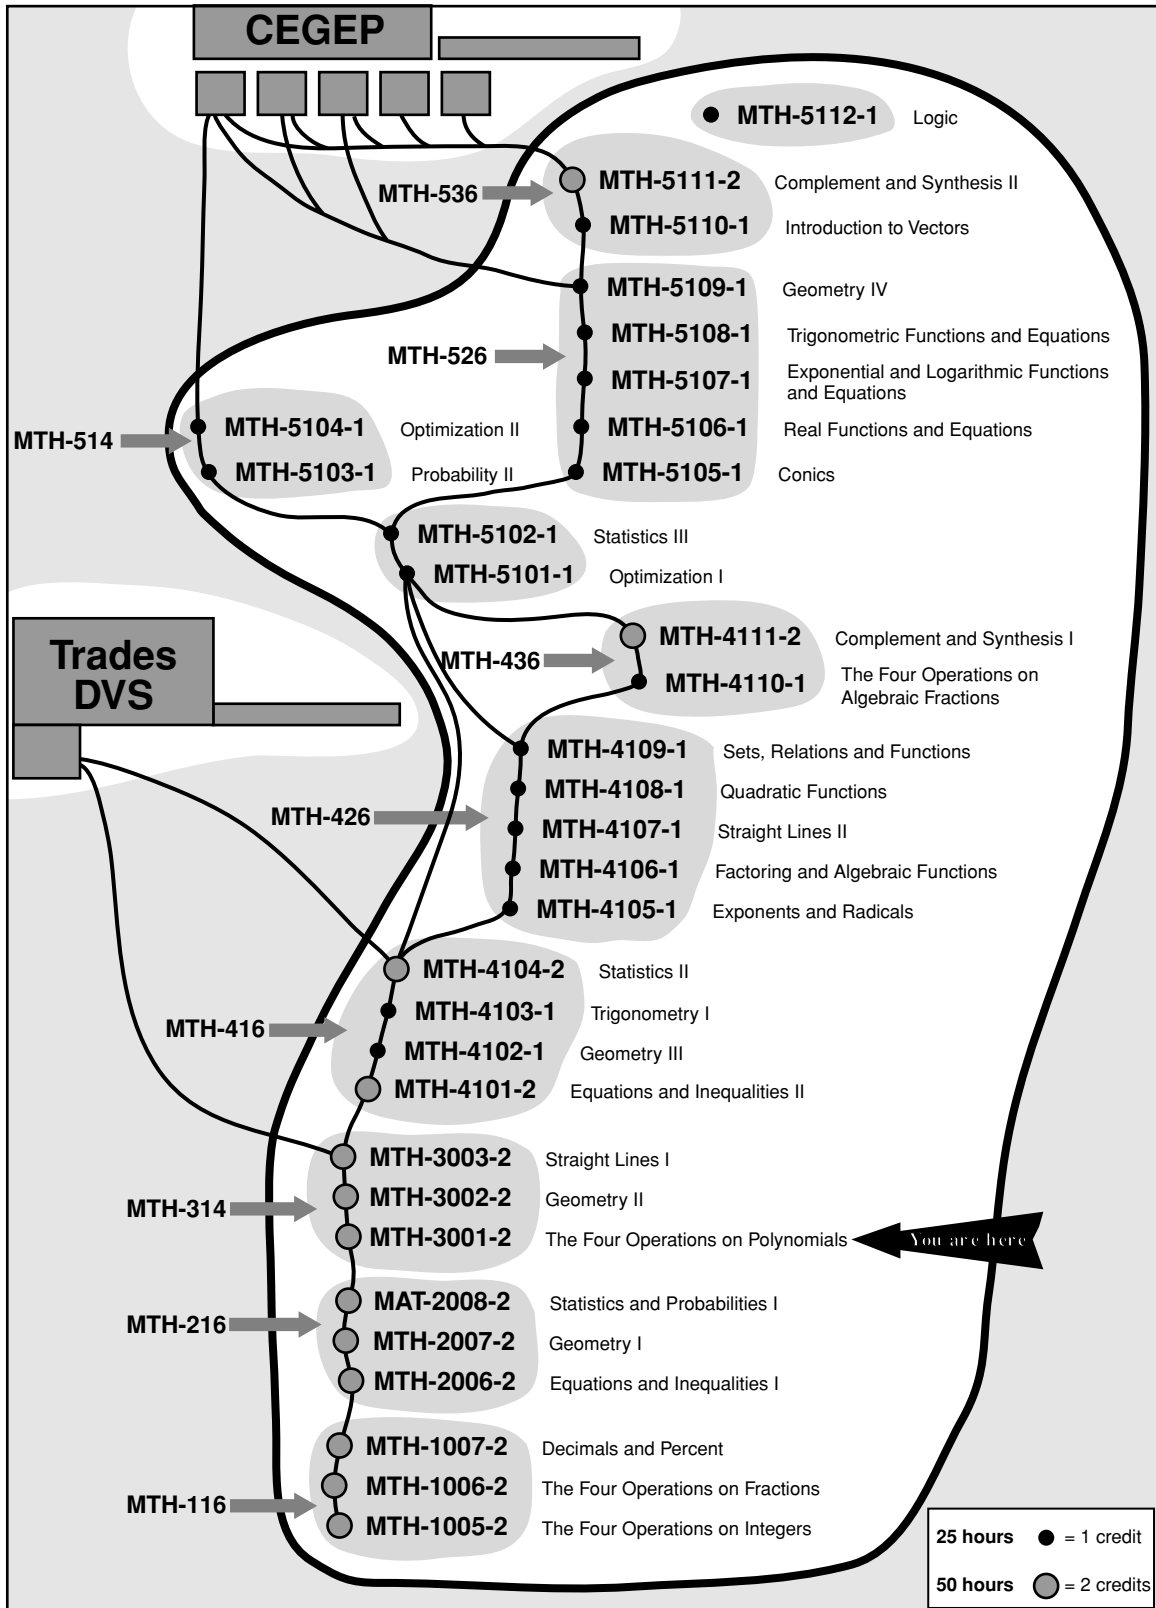 CEGEP
MTH-5112-1 Logic
MTH-536
MTH-5111-2 Complement and Synthesis II
MTH-5110-1 Introduction to Vectors
MTH-5109-1 Geometry IV
MTH-5108-1 Trigonometric Functions and Equations
MTH-526
MTH-5107-1 Exponential and Logarithmic Functions
and Equations
MTH-5106-1 Real Functions and Equations
MTH-5105-1 Conics
MTH-514
MTH-5104-1 Optimization II
MTH-5103-1 Probability II
MTH-5102-1 Statistics III
MTH-5101-1 Optimization I
Trades
DVS
MTH-436
MTH-4111-2 Complement and Synthesis I
MTH-4110-1 The Four Operations on
Algebraic Fractions
MTH-4109-1 Sets, Relations and Functions
MTH-4108-1 Quadratic Functions
MTH-426
MTH-4107-1 Straight Lines II
MTH-4106-1 Factoring and Algebraic Functions
MTH-4105-1 Exponents and Radicals
MTH-4104-2 Statistics II
MTH-4103-1 Trigonometry I
MTH-416
MTH-4102-1 Geometry III
MTH-4101-2 Equations and Inequalities II
MTH-3003-2 Straight Lines I
MTH-314
MTH-3002-2 Geometry II
MTH-3001-2 The Four Operations on Polynomials
You are here
MAT-2008-2 Statistics and Probabilities I
MTH-216
MTH-2007-2 Geometry I
MTH-2006-2 Equations and Inequalities I
MTH-1007-2 Decimals and Percent
MTH-1006-2 The Four Operations on Fractions
MTH-116
MTH-1005-2 The Four Operations on Integers
25 hours = 1 credit
50 hours = 2 credits